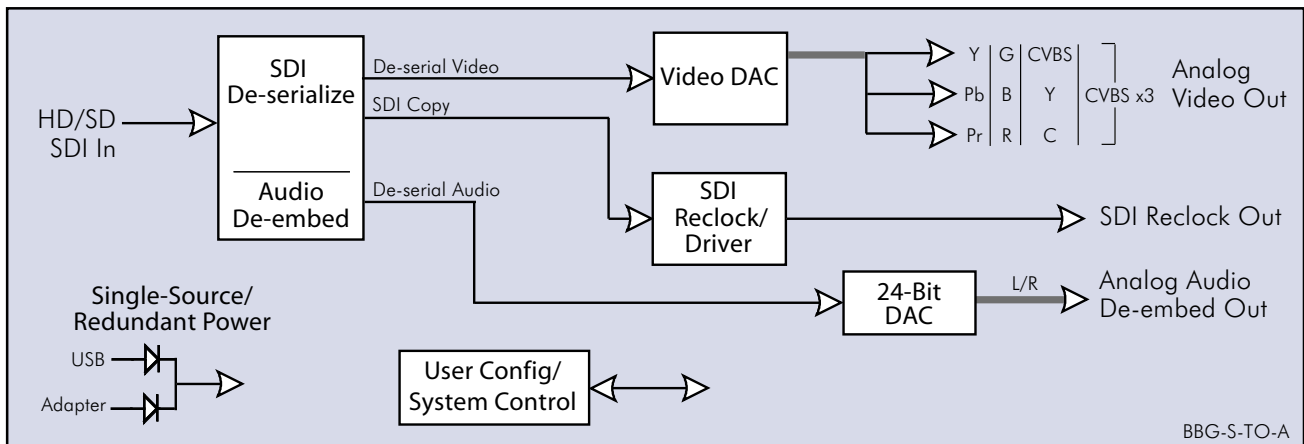 SDI
De-serialize
Audio
De-embed
HD/SD
SDI In
De-serial Video
SDI Copy
De-serial Audio
Video DAC
Y G CVBS
Pb B Y CVBS x3
Pr R C
Analog
Video Out
SDI
Reclock/
Driver
SDI Reclock Out
24-Bit
DAC
L/R
Analog Audio
De-embed Out
Single-Source/
Redundant Power
USB
Adapter
User Config/
System Control
BBG-S-TO-A